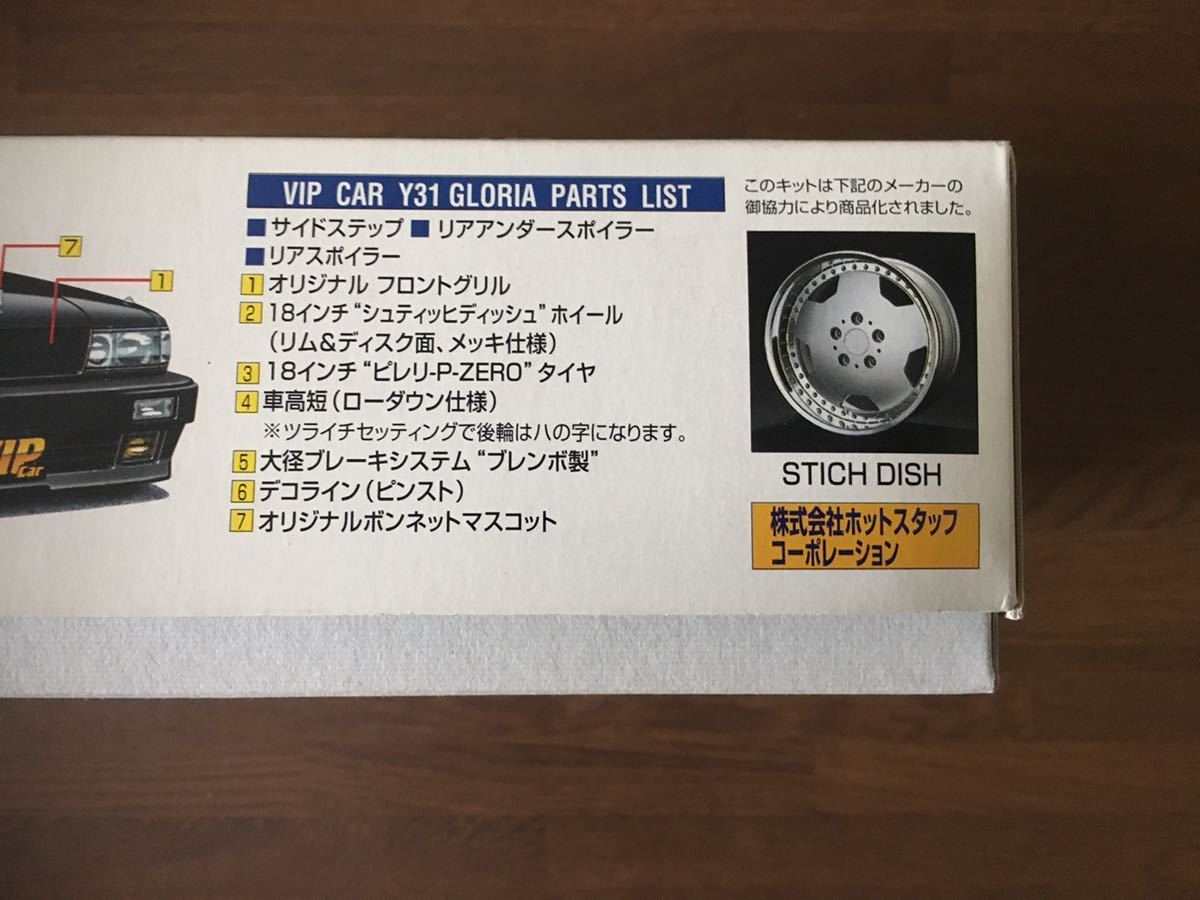 7
1
VIP
Car
VIP CAR Y31 GLORIA PARTS LIST
■サイドステップ ■リアアンダースポイラー
■リアスポイラー
1 オリジナル フロントグリル
2 18インチ“シュティッヒディッシュ”ホイール
(リム&ディスク面、メッキ仕様)
3 18インチ“ピレリ-P-ZERO”タイヤ
4 車高短(ローダウン仕様)
※ツライチセッティングで後輪はハの字になります。
5 大径ブレーキシステム“ブレンボ製”
6 デコライン(ピンスト)
7 オリジナルボンネットマスコット
このキットは下記のメーカーの
御協力により商品化されました。
STICH DISH
株式会社ホットスタッフ
コーポレーション